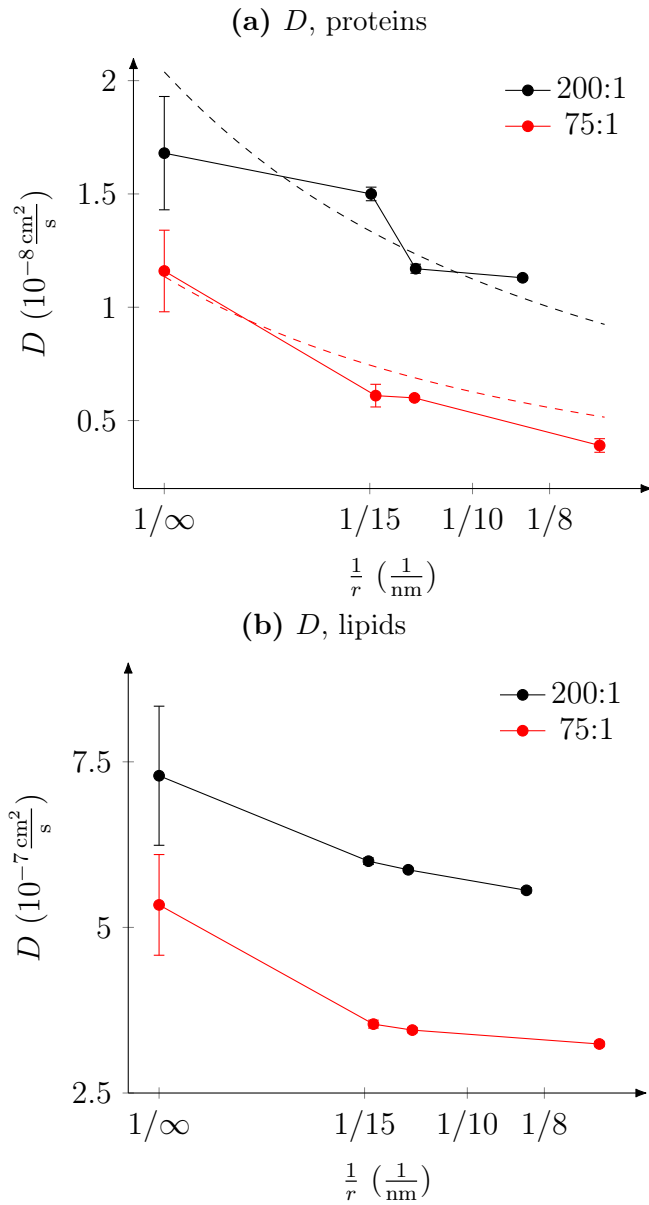 (a) D, proteins
200:1
75:1
2
1.5
1
0.5
D (10⁻⁸ cm²/s)
1/∞ 1/15 1/10 1/8
1/r (1/nm)
(b) D, lipids
200:1
75:1
7.5
5
2.5
D (10⁻⁷ cm²/s)
1/∞ 1/15 1/10 1/8
1/r (1/nm)